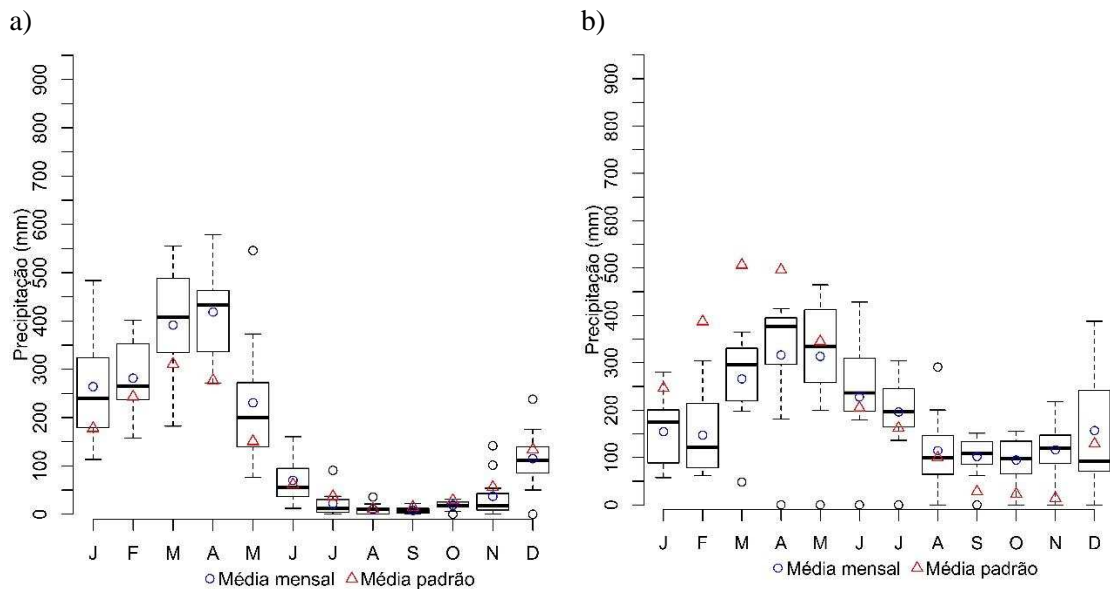 a)
b)
Precipitação (mm)
900
800
700
600
500
400
300
200
100
0
J F M A M J J A S O N D
Média mensal Média padrão
Precipitação (mm)
900
800
700
600
500
400
300
200
100
0
J F M A M J J A S O N D
Média mensal Média padrão